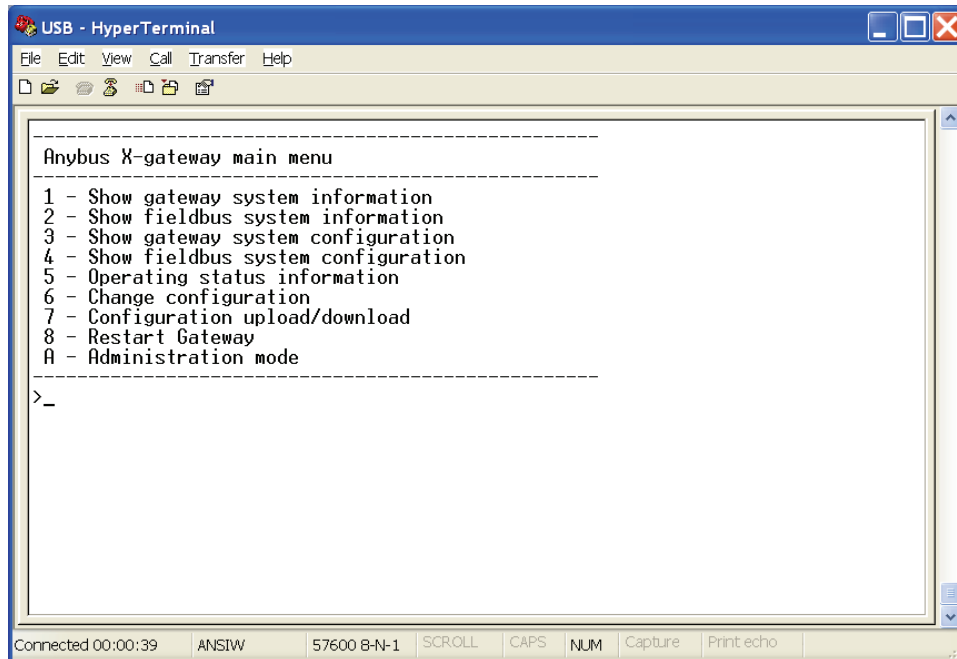 USB - HyperTerminal
File Edit View Call Transfer Help
------------------------------------------------------
Anybus X-gateway main menu
------------------------------------------------------
1 - Show gateway system information
2 - Show fieldbus system information
3 - Show gateway system configuration
4 - Show fieldbus system configuration
5 - Operating status information
6 - Change configuration
7 - Configuration upload/download
8 - Restart Gateway
A - Administration mode
------------------------------------------------------
>_
Connected 00:00:39 ANSIW 57600 8-N-1 SCROLL CAPS NUM Capture Print echo